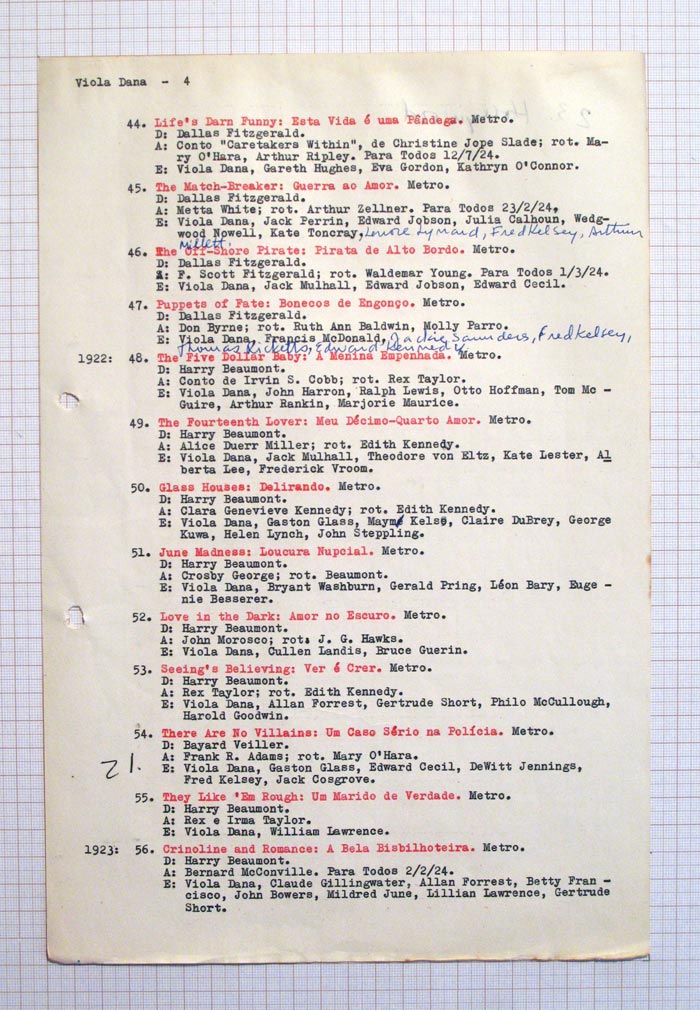 Viola Dana - 4
44. Life's Darn Funny: Esta Vida é uma Pândega. Metro.
D: Dallas Fitzgerald.
A: Conto "Caretakers Within", de Christine Jope Slade; rot. Ma-
ry O'Hara, Arthur Ripley. Para Todos 12/7/24.
E: Viola Dana, Gareth Hughes, Eva Gordon, Kathryn O'Connor.
45. The Match-Breaker: Guerra ao Amor. Metro.
D: Dallas Fitzgerald.
A: Metta White; rot. Arthur Zellner. Para Todos 23/2/24.
E: Viola Dana, Jack Perrin, Edward Jobson, Julia Calhoun, Wedg-
wood Nowell, Kate Toncray, Lenore Lynard, Fred Kelsey, Arthur
Millett.
46. The Off-Shore Pirate: Pirata de Alto Bordo. Metro.
D: Dallas Fitzgerald.
A: F. Scott Fitzgerald; rot. Waldemar Young. Para Todos 1/3/24.
E: Viola Dana, Jack Mulhall, Edward Jobson, Edward Cecil.
47. Puppets of Fate: Bonecos de Engonço. Metro.
D: Dallas Fitzgerald.
A: Don Byrne; rot. Ruth Ann Baldwin, Molly Parro.
E: Viola Dana, Francis McDonald, Jackie Saunders, Fred Kelsey,
Thomas Ricketts, Edward Kennedy.
1922: 48. The Five Dollar Baby: A Menina Empenhada. Metro.
D: Harry Beaumont.
A: Conto de Irvin S. Cobb; rot. Rex Taylor.
E: Viola Dana, John Harron, Ralph Lewis, Otto Hoffman, Tom Mc -
Guire, Arthur Rankin, Marjorie Maurice.
49. The Fourteenth Lover: Meu Décimo-Quarto Amor. Metro.
D: Harry Beaumont.
A: Alice Duerr Miller; rot. Edith Kennedy.
E: Viola Dana, Jack Mulhall, Theodore von Eltz, Kate Lester, Al
berta Lee, Frederick Vroom.
50. Glass Houses: Delirando. Metro.
D: Harry Beaumont.
A: Clara Genevieve Kennedy; rot. Edith Kennedy.
E: Viola Dana, Gaston Glass, Mayme Kelso, Claire DuBrey, George
Kuwa, Helen Lynch, John Steppling.
51. June Madness: Loucura Nupcial. Metro.
D: Harry Beaumont.
A: Crosby George; rot. Beaumont.
E: Viola Dana, Bryant Washburn, Gerald Pring, Léon Bary, Euge -
nie Besserer.
52. Love in the Dark: Amor no Escuro. Metro.
D: Harry Beaumont.
A: John Morosco; rot. J. G. Hawks.
E: Viola Dana, Cullen Landis, Bruce Guerin.
53. Seeing's Believing: Ver é Crer. Metro.
D: Harry Beaumont.
A: Rex Taylor; rot. Edith Kennedy.
E: Viola Dana, Allan Forrest, Gertrude Short, Philo McCullough,
Harold Goodwin.
54. There Are No Villains: Um Caso Sério na Polícia. Metro.
D: Bayard Veiller.
21. A: Frank R. Adams; rot. Mary O'Hara.
E: Viola Dana, Gaston Glass, Edward Cecil, DeWitt Jennings,
Fred Kelsey, Jack Cosgrove.
55. They Like 'Em Rough: Um Marido de Verdade. Metro.
D: Harry Beaumont.
A: Rex e Irma Taylor.
E: Viola Dana, William Lawrence.
1923: 56. Crinoline and Romance: A Bela Bisbilhoteira. Metro.
D: Harry Beaumont.
A: Bernard McConville. Para Todos 2/2/24.
E: Viola Dana, Claude Gillingwater, Allan Forrest, Betty Fran -
cisco, John Bowers, Mildred June, Lillian Lawrence, Gertrude
Short.